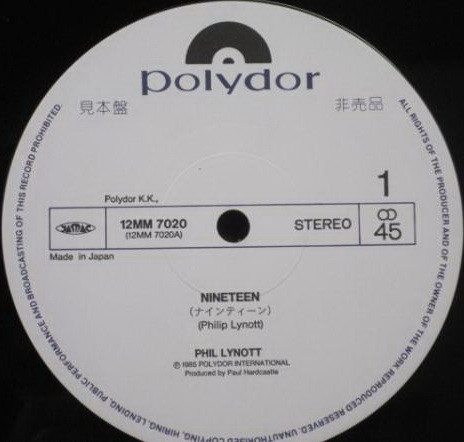 polydor
見本盤
非売品
ALL RIGHTS OF THE PRODUCER AND OF THE OWNER OF THE WORK REPRODUCED RESERVED. UNAUTHORISED COPYING, HIRING, LENDING, PUBLIC PERFORMANCE AND BROADCASTING OF THIS RECORD PROHIBITED.
1
Polydor K.K.
JASRAC
12MM 7020
(12MM 7020A)
STEREO
45
Made in Japan
NINETEEN
(ナインティーン)
(Philip Lynott)
PHIL LYNOTT
℗ 1985 POLYDOR INTERNATIONAL
Produced by Paul Hardcastle